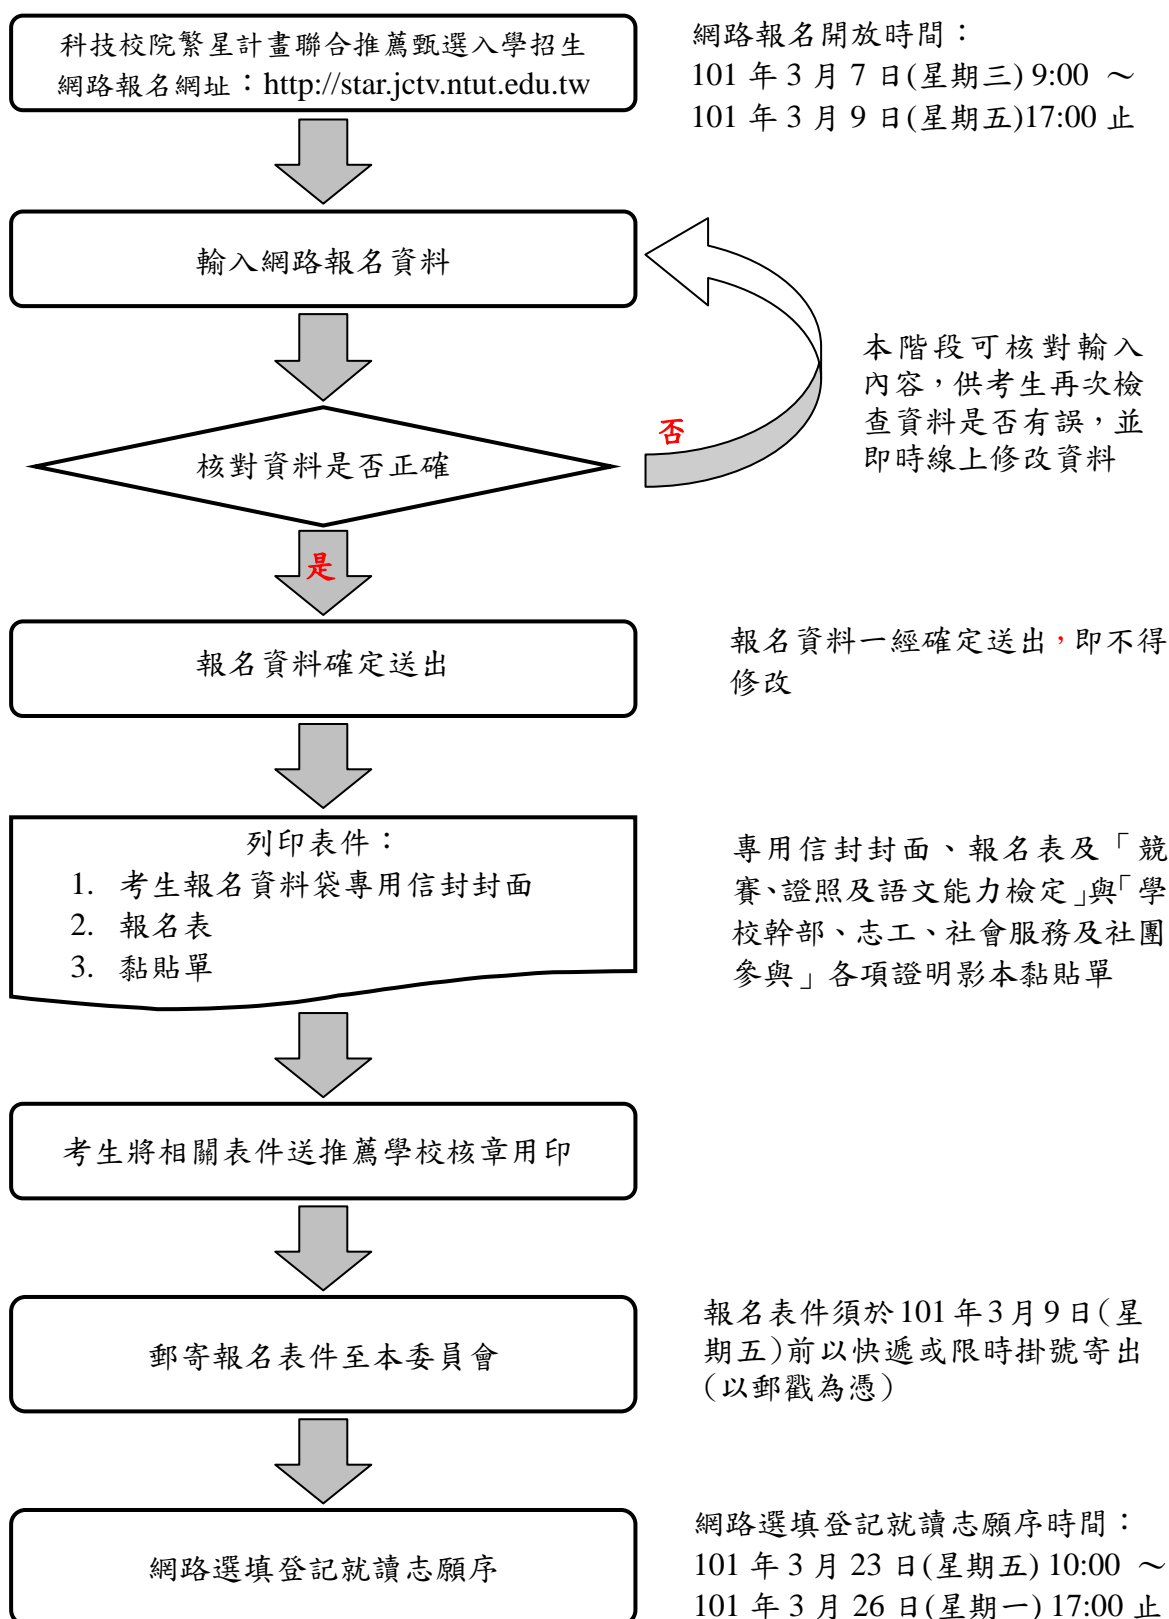 科技校院繁星計畫聯合推薦甄選入學招生
網路報名網址：http://star.jctv.ntut.edu.tw
網路報名開放時間：
101 年 3 月 7 日(星期三) 9:00 ～
101 年 3 月 9 日(星期五)17:00 止
輸入網路報名資料
本階段可核對輸入
內容，供考生再次檢
查資料是否有誤，並
即時線上修改資料
核對資料是否正確
否
是
報名資料確定送出
報名資料一經確定送出，即不得
修改
列印表件：
1. 考生報名資料袋專用信封封面
2. 報名表
3. 黏貼單
專用信封封面、報名表及「競
賽、證照及語文能力檢定」與「學
校幹部、志工、社會服務及社團
參與」各項證明影本黏貼單
考生將相關表件送推薦學校核章用印
郵寄報名表件至本委員會
報名表件須於 101 年 3 月 9 日(星
期五)前以快遞或限時掛號寄出
(以郵戳為憑)
網路選填登記就讀志願序
網路選填登記就讀志願序時間：
101 年 3 月 23 日(星期五) 10:00 ～
101 年 3 月 26 日(星期一) 17:00 止